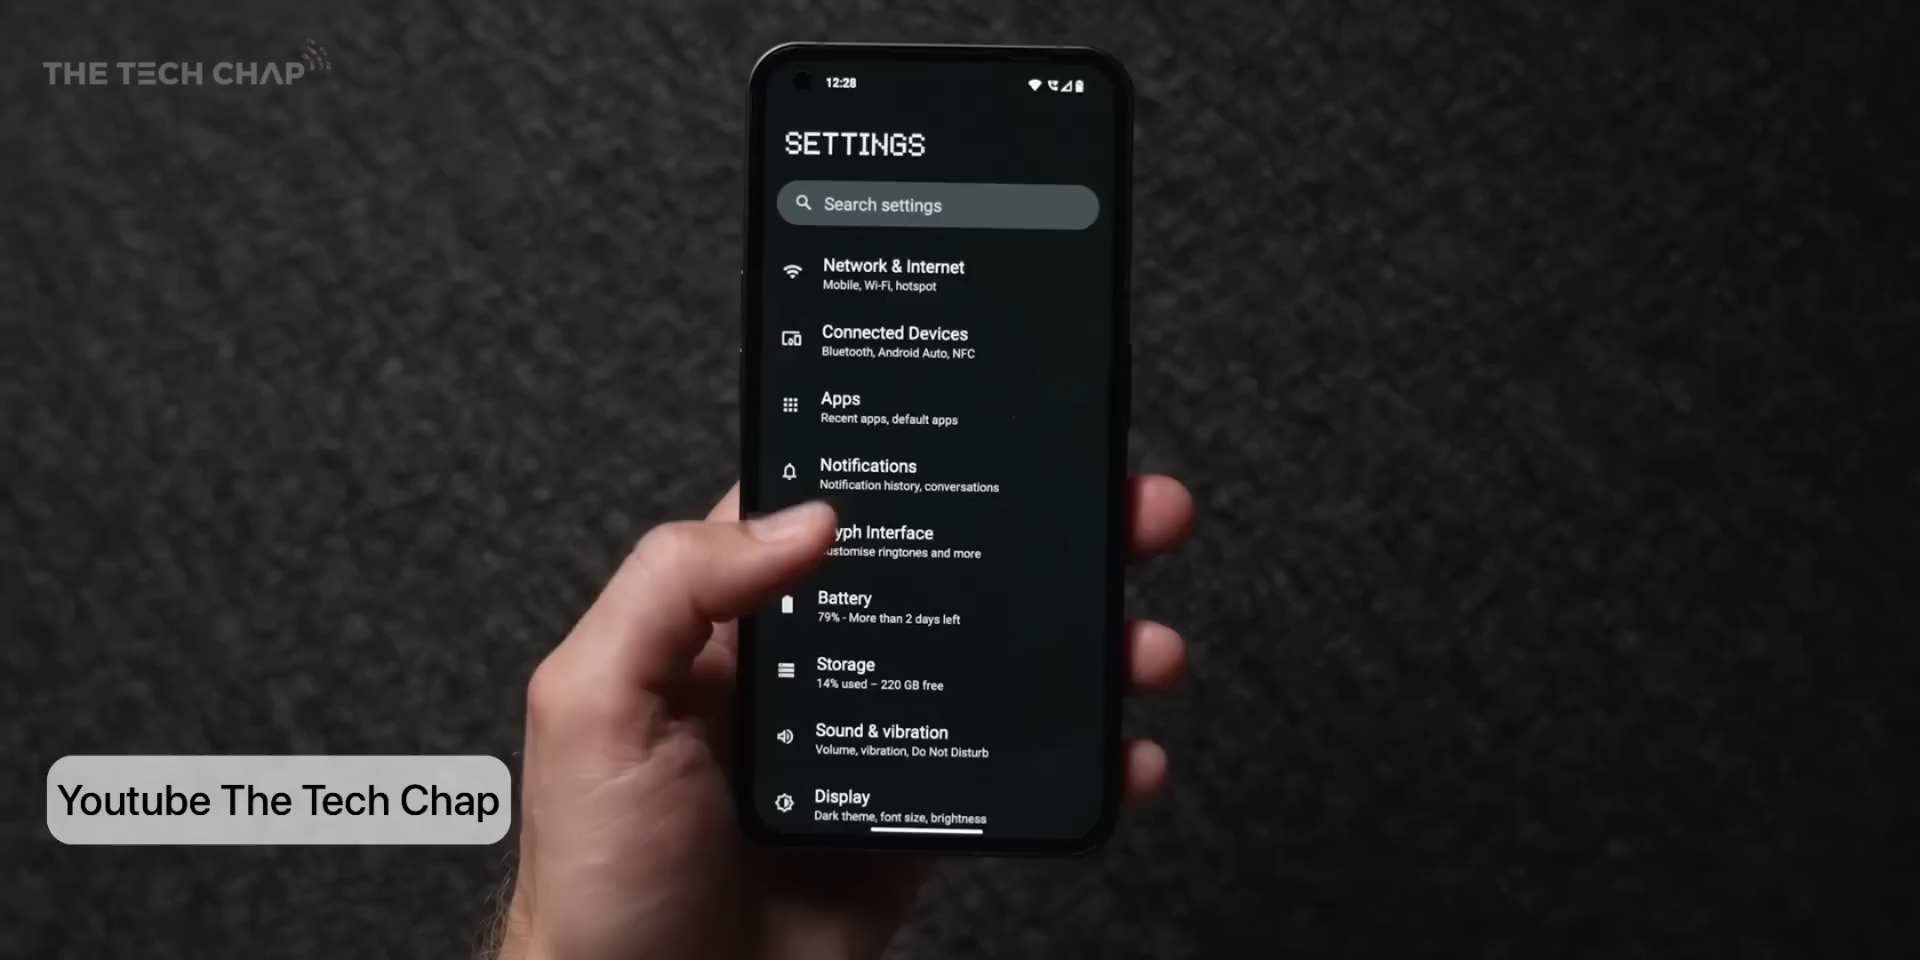 THE TECH CHAP
12:28
SETTINGS
Search settings
Network & Internet
Mobile, Wi-Fi, hotspot
Connected Devices
Bluetooth, Android Auto, NFC
Apps
Recent apps, default apps
Notifications
Notification history, conversations
yph Interface
ustomise ringtones and more
Battery
79% - More than 2 days left
Storage
14% used – 220 GB free
Sound & vibration
Volume, vibration, Do Not Disturb
Display
Dark theme, font size, brightness
Youtube The Tech Chap